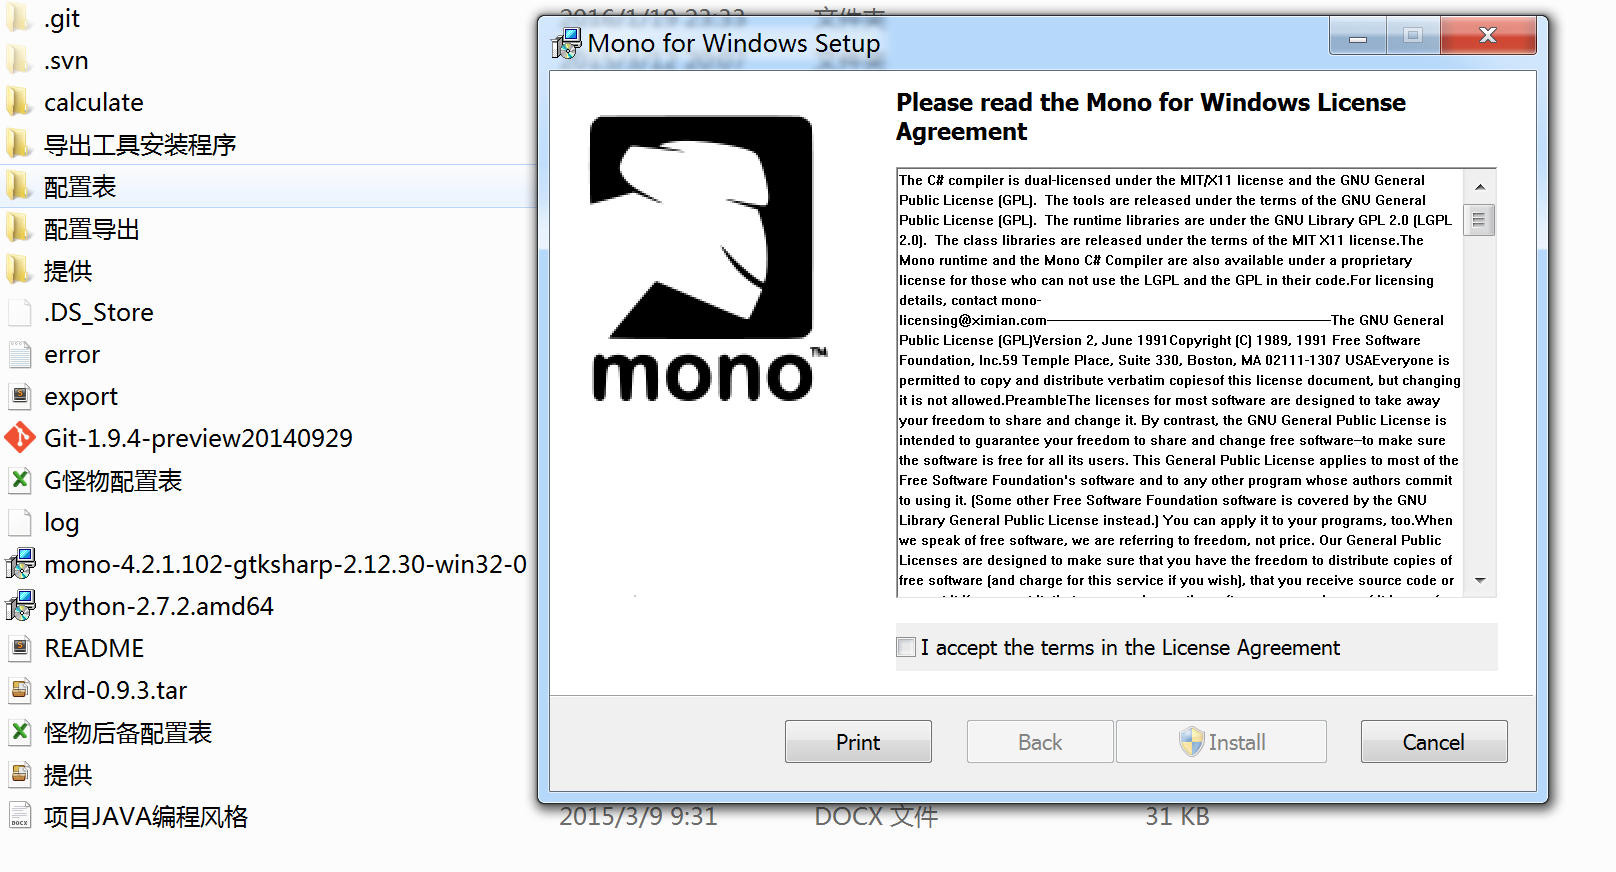 .git
.svn
calculate
导出工具安装程序
配置表
配置导出
提供
.DS_Store
error
export
Git-1.9.4-preview20140929
G怪物配置表
log
mono-4.2.1.102-gtksharp-2.12.30-win32-0
python-2.7.2.amd64
README
xlrd-0.9.3.tar
怪物后备配置表
提供
项目JAVA编程风格
2015/3/9 9:31
DOCX 文件
31 KB
Mono for Windows Setup
mono™
Please read the Mono for Windows License
Agreement
The C# compiler is dual-licensed under the MIT/X11 license and the GNU General
Public License (GPL).  The tools are released under the terms of the GNU General
Public License (GPL).  The runtime libraries are under the GNU Library GPL 2.0 (LGPL
2.0).  The class libraries are released under the terms of the MIT X11 license.The
Mono runtime and the Mono C# Compiler are also available under a proprietary
license for those who can not use the LGPL and the GPL in their code.For licensing
details, contact mono-
licensing@ximian.com————————————————————The GNU General
Public License (GPL)Version 2, June 1991Copyright (C) 1989, 1991 Free Software
Foundation, Inc.59 Temple Place, Suite 330, Boston, MA 02111-1307 USAEveryone is
permitted to copy and distribute verbatim copiesof this license document, but changing
it is not allowed.PreambleThe licenses for most software are designed to take away
your freedom to share and change it. By contrast, the GNU General Public License is
intended to guarantee your freedom to share and change free software–to make sure
the software is free for all its users. This General Public License applies to most of the
Free Software Foundation's software and to any other program whose authors commit
to using it. (Some other Free Software Foundation software is covered by the GNU
Library General Public License instead.) You can apply it to your programs, too.When
we speak of free software, we are referring to freedom, not price. Our General Public
Licenses are designed to make sure that you have the freedom to distribute copies of
free software (and charge for this service if you wish), that you receive source code or
I accept the terms in the License Agreement
Print
Back
Install
Cancel